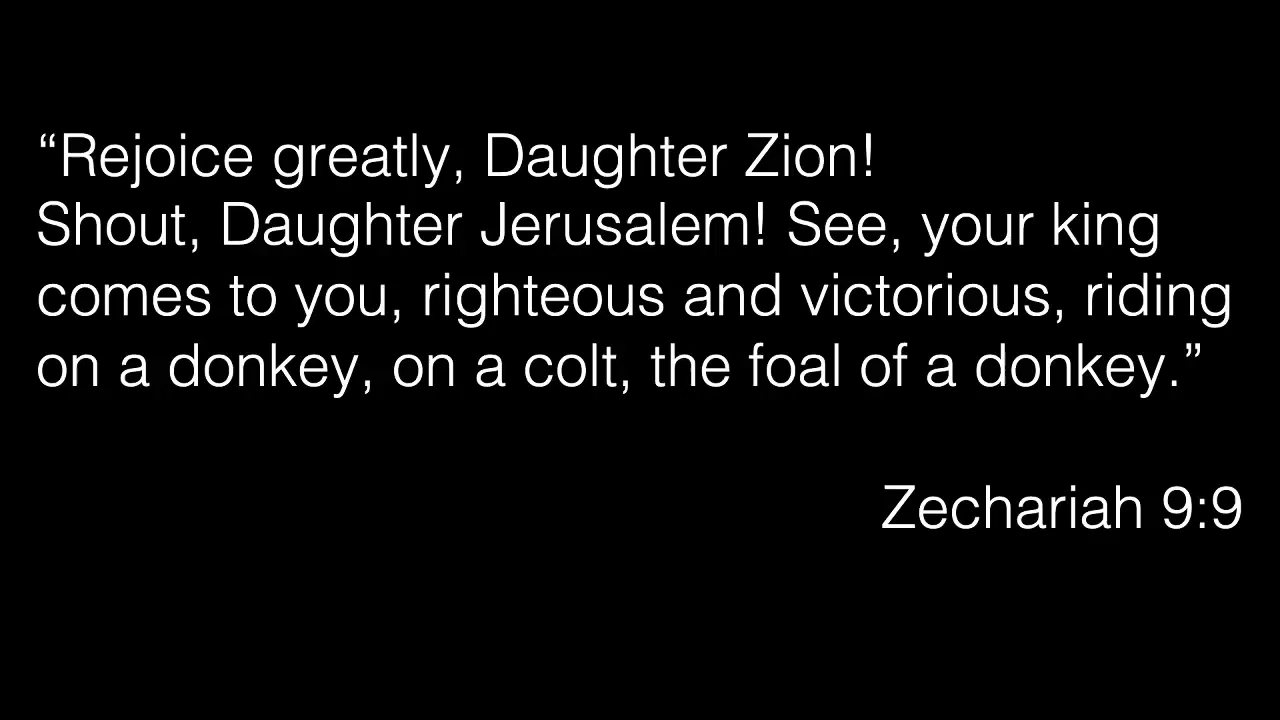 “Rejoice greatly, Daughter Zion!
Shout, Daughter Jerusalem! See, your king
comes to you, righteous and victorious, riding
on a donkey, on a colt, the foal of a donkey.”
Zechariah 9:9